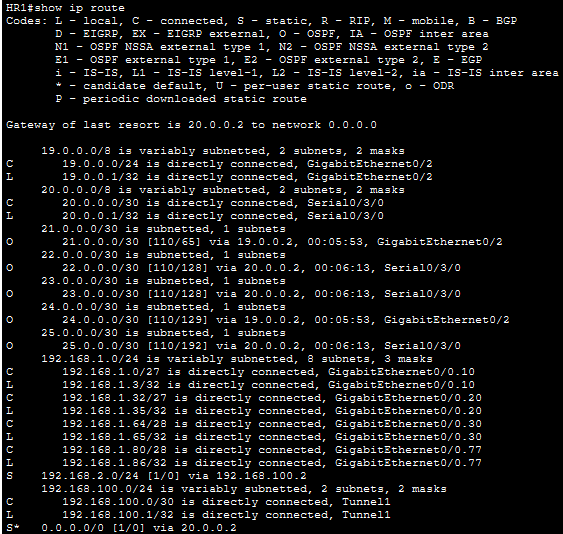 HR1#show ip route
Codes: L - local, C - connected, S - static, R - RIP, M - mobile, B - BGP
D - EIGRP, EX - EIGRP external, O - OSPF, IA - OSPF inter area
N1 - OSPF NSSA external type 1, N2 - OSPF NSSA external type 2
E1 - OSPF external type 1, E2 - OSPF external type 2, E - EGP
i - IS-IS, L1 - IS-IS level-1, L2 - IS-IS level-2, ia - IS-IS inter area
* - candidate default, U - per-user static route, o - ODR
P - periodic downloaded static route
Gateway of last resort is 20.0.0.2 to network 0.0.0.0
19.0.0.0/8 is variably subnetted, 2 subnets, 2 masks
C 19.0.0.0/24 is directly connected, GigabitEthernet0/2
L 19.0.0.1/32 is directly connected, GigabitEthernet0/2
20.0.0.0/8 is variably subnetted, 2 subnets, 2 masks
C 20.0.0.0/30 is directly connected, Serial0/3/0
L 20.0.0.1/32 is directly connected, Serial0/3/0
21.0.0.0/30 is subnetted, 1 subnets
O 21.0.0.0/30 [110/65] via 19.0.0.2, 00:05:53, GigabitEthernet0/2
22.0.0.0/30 is subnetted, 1 subnets
O 22.0.0.0/30 [110/128] via 20.0.0.2, 00:06:13, Serial0/3/0
23.0.0.0/30 is subnetted, 1 subnets
O 23.0.0.0/30 [110/128] via 20.0.0.2, 00:06:13, Serial0/3/0
24.0.0.0/30 is subnetted, 1 subnets
O 24.0.0.0/30 [110/129] via 19.0.0.2, 00:05:53, GigabitEthernet0/2
25.0.0.0/30 is subnetted, 1 subnets
O 25.0.0.0/30 [110/192] via 20.0.0.2, 00:06:13, Serial0/3/0
192.168.1.0/24 is variably subnetted, 8 subnets, 3 masks
C 192.168.1.0/27 is directly connected, GigabitEthernet0/0.10
L 192.168.1.3/32 is directly connected, GigabitEthernet0/0.10
C 192.168.1.32/27 is directly connected, GigabitEthernet0/0.20
L 192.168.1.35/32 is directly connected, GigabitEthernet0/0.20
C 192.168.1.64/28 is directly connected, GigabitEthernet0/0.30
L 192.168.1.65/32 is directly connected, GigabitEthernet0/0.30
C 192.168.1.80/28 is directly connected, GigabitEthernet0/0.77
L 192.168.1.86/32 is directly connected, GigabitEthernet0/0.77
S 192.168.2.0/24 [1/0] via 192.168.100.2
192.168.100.0/24 is variably subnetted, 2 subnets, 2 masks
C 192.168.100.0/30 is directly connected, Tunnel1
L 192.168.100.1/32 is directly connected, Tunnel1
S* 0.0.0.0/0 [1/0] via 20.0.0.2